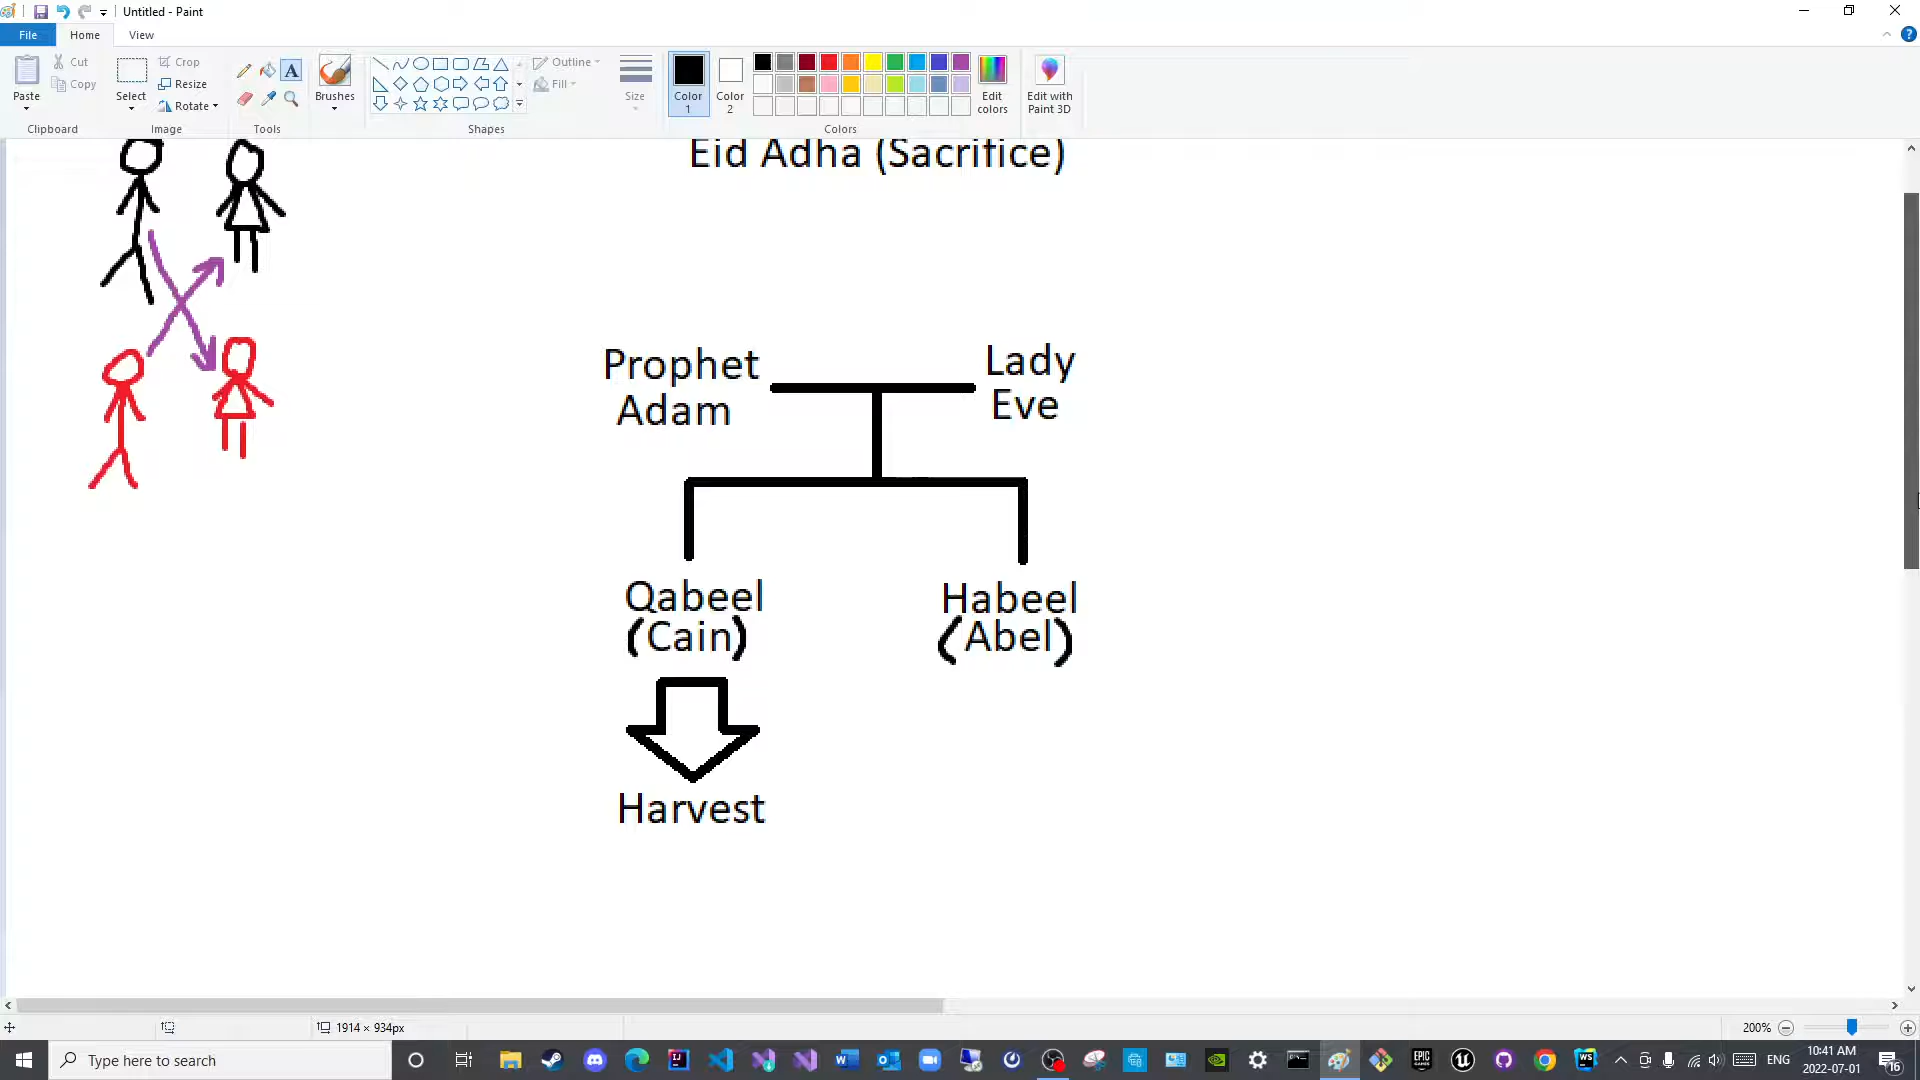 Untitled - Paint
File Home View
Paste
Cut
Copy
Clipboard
Select
Crop
Resize
Rotate
Image
Tools
Brushes
Shapes
Outline
Fill
Size
Color 1
Color 2
Edit colors
Colors
Edit with Paint 3D
Eid Adha (Sacrifice)
Prophet
Adam
Lady
Eve
Qabeel
(Cain)
Habeel
(Abel)
Harvest
1914 × 934px
200%
Type here to search
ENG
10:41 AM
2022-07-01
16